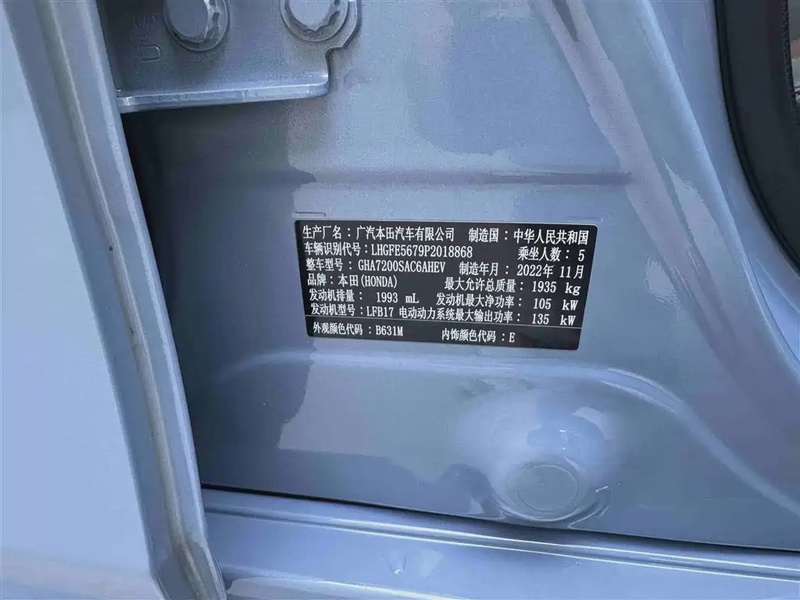 生产厂名：广汽本田汽车有限公司 制造国：中华人民共和国
车辆识别代号：LHGFE5679P2018868 乘坐人数：5
整车型号：GHA7200SAC6AHEV 制造年月：2022年11月
品牌：本田(HONDA) 最大允许总质量：1935 kg
发动机排量：1993 mL 发动机最大净功率：105 kW
发动机型号：LFB17 电动动力系统最大输出功率：135 kW
外观颜色代码：B631M 内饰颜色代码：E